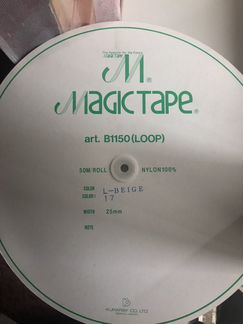 M®
MAGICTAPE®
art. B1150 (LOOP)
50M/ROLL NYLON100%
COLOR L-BEIGE
COLOR# 17
WIDTH 25mm
NOTE
KURARAY CO., LTD.